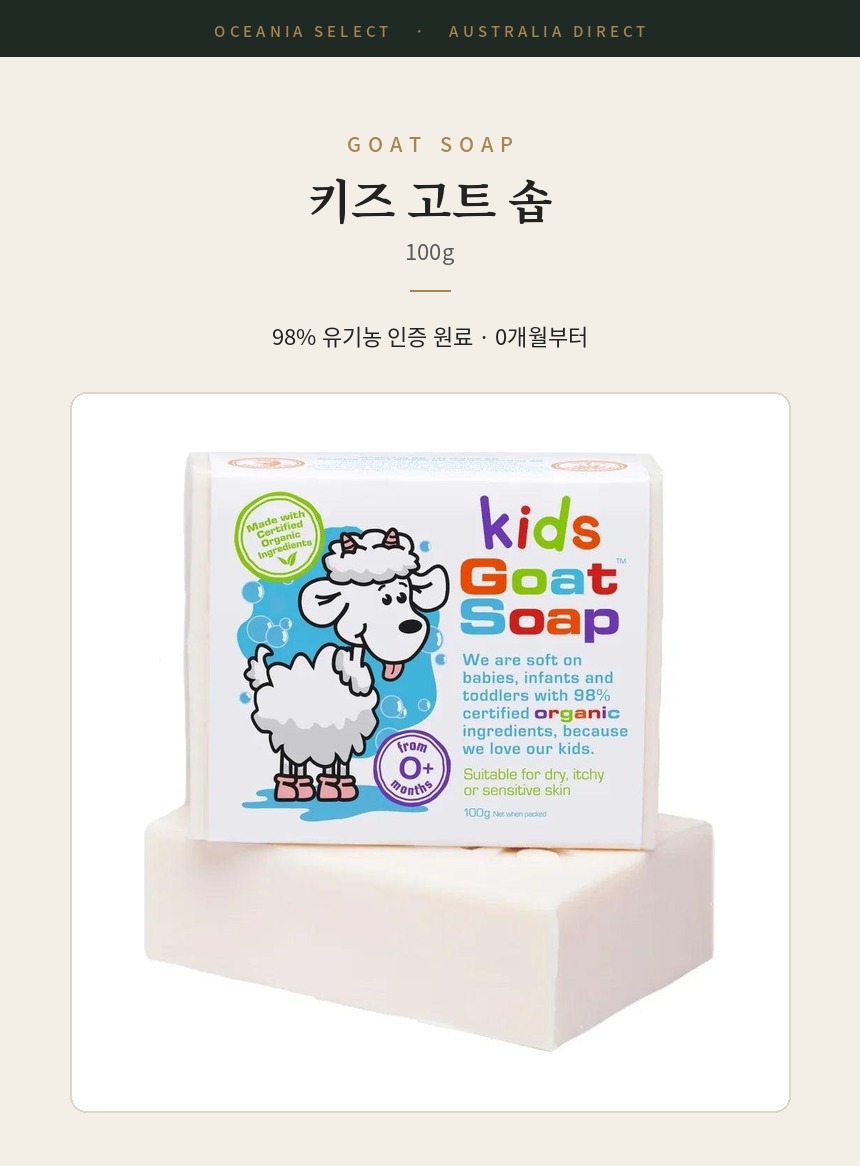 OCEANIA SELECT · AUSTRALIA DIRECT
GOAT SOAP
키즈 고트 솝
100g
98% 유기농 인증 원료 · 0개월부터
Made with
Certified
Organic
Ingredients
kids
Goat™
Soap
We are soft on
babies, infants and
toddlers with 98%
certified organic
ingredients, because
we love our kids.
from
0+
months
Suitable for dry, itchy
or sensitive skin
100g Net when packed